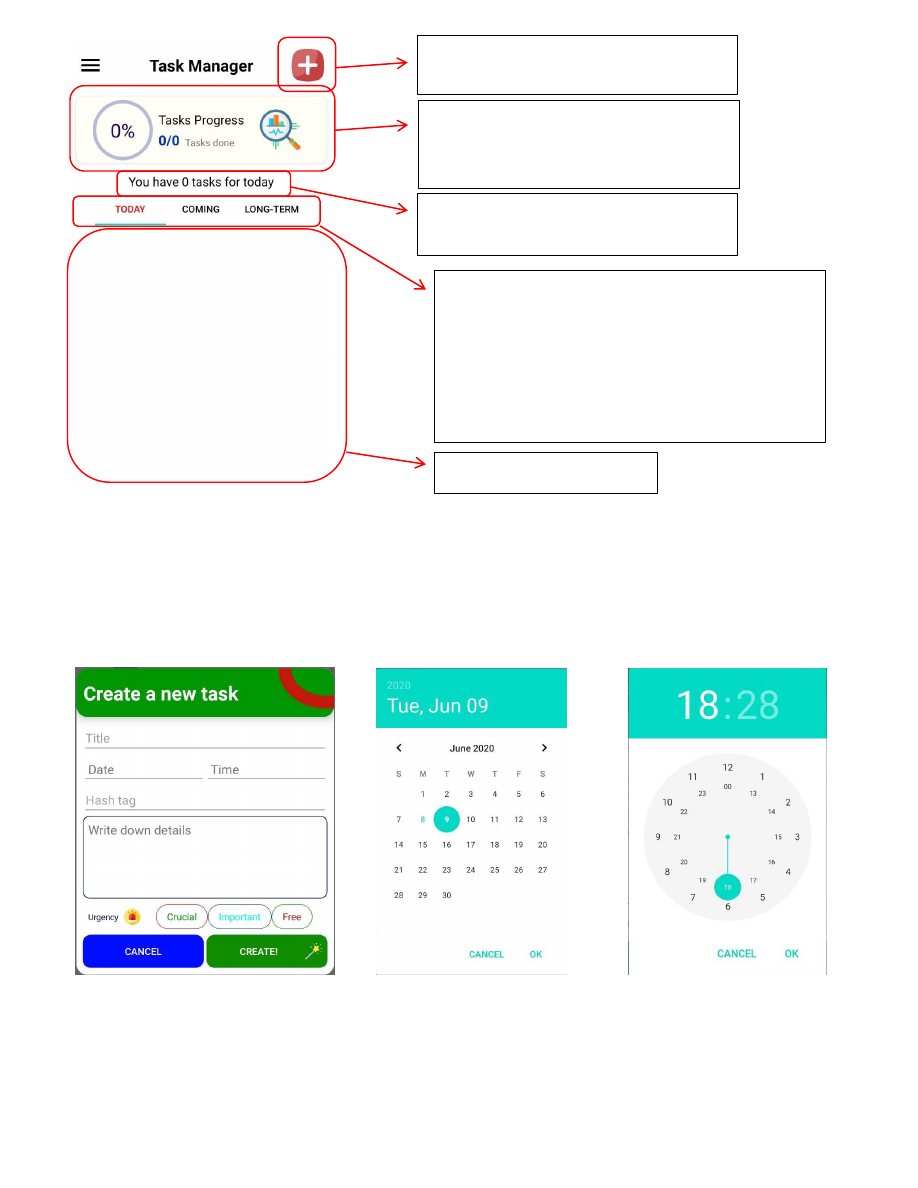 Task Manager
0%
Tasks Progress
0/0 Tasks done
You have 0 tasks for today
TODAY COMING LONG-TERM
Create a new task
Title
Date Time
Hash tag
Write down details
Urgency Crucial Important Free
CANCEL CREATE!
2020
Tue, Jun 09
June 2020
S M T W T F S
1 2 3 4 5 6
7 8 9 10 11 12 13
14 15 16 17 18 19 20
21 22 23 24 25 26 27
28 29 30
CANCEL OK
18:28
12
11 1
00
23 13
10 2
22 14
9 21 15 3
20 16
8 4
19 17
18
7 5
6
CANCEL OK